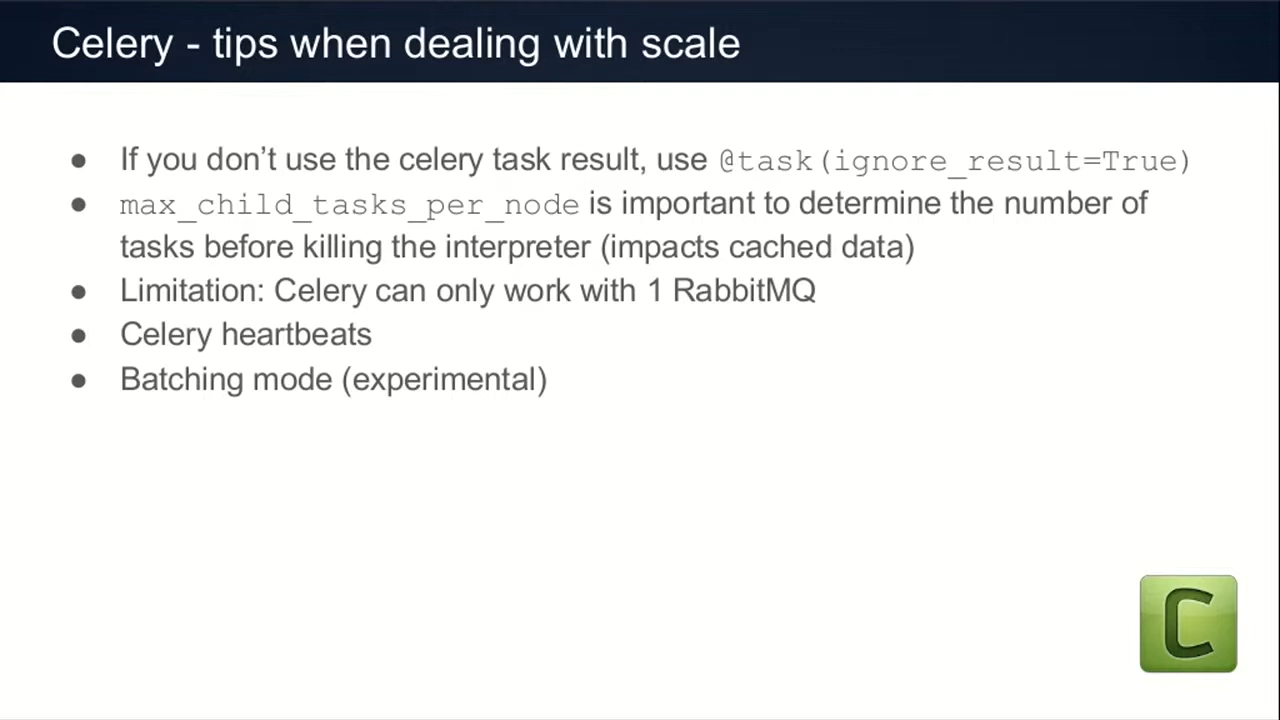 Celery - tips when dealing with scale
● If you don’t use the celery task result, use @task(ignore_result=True)
● max_child_tasks_per_node is important to determine the number of
tasks before killing the interpreter (impacts cached data)
● Limitation: Celery can only work with 1 RabbitMQ
● Celery heartbeats
● Batching mode (experimental)
C